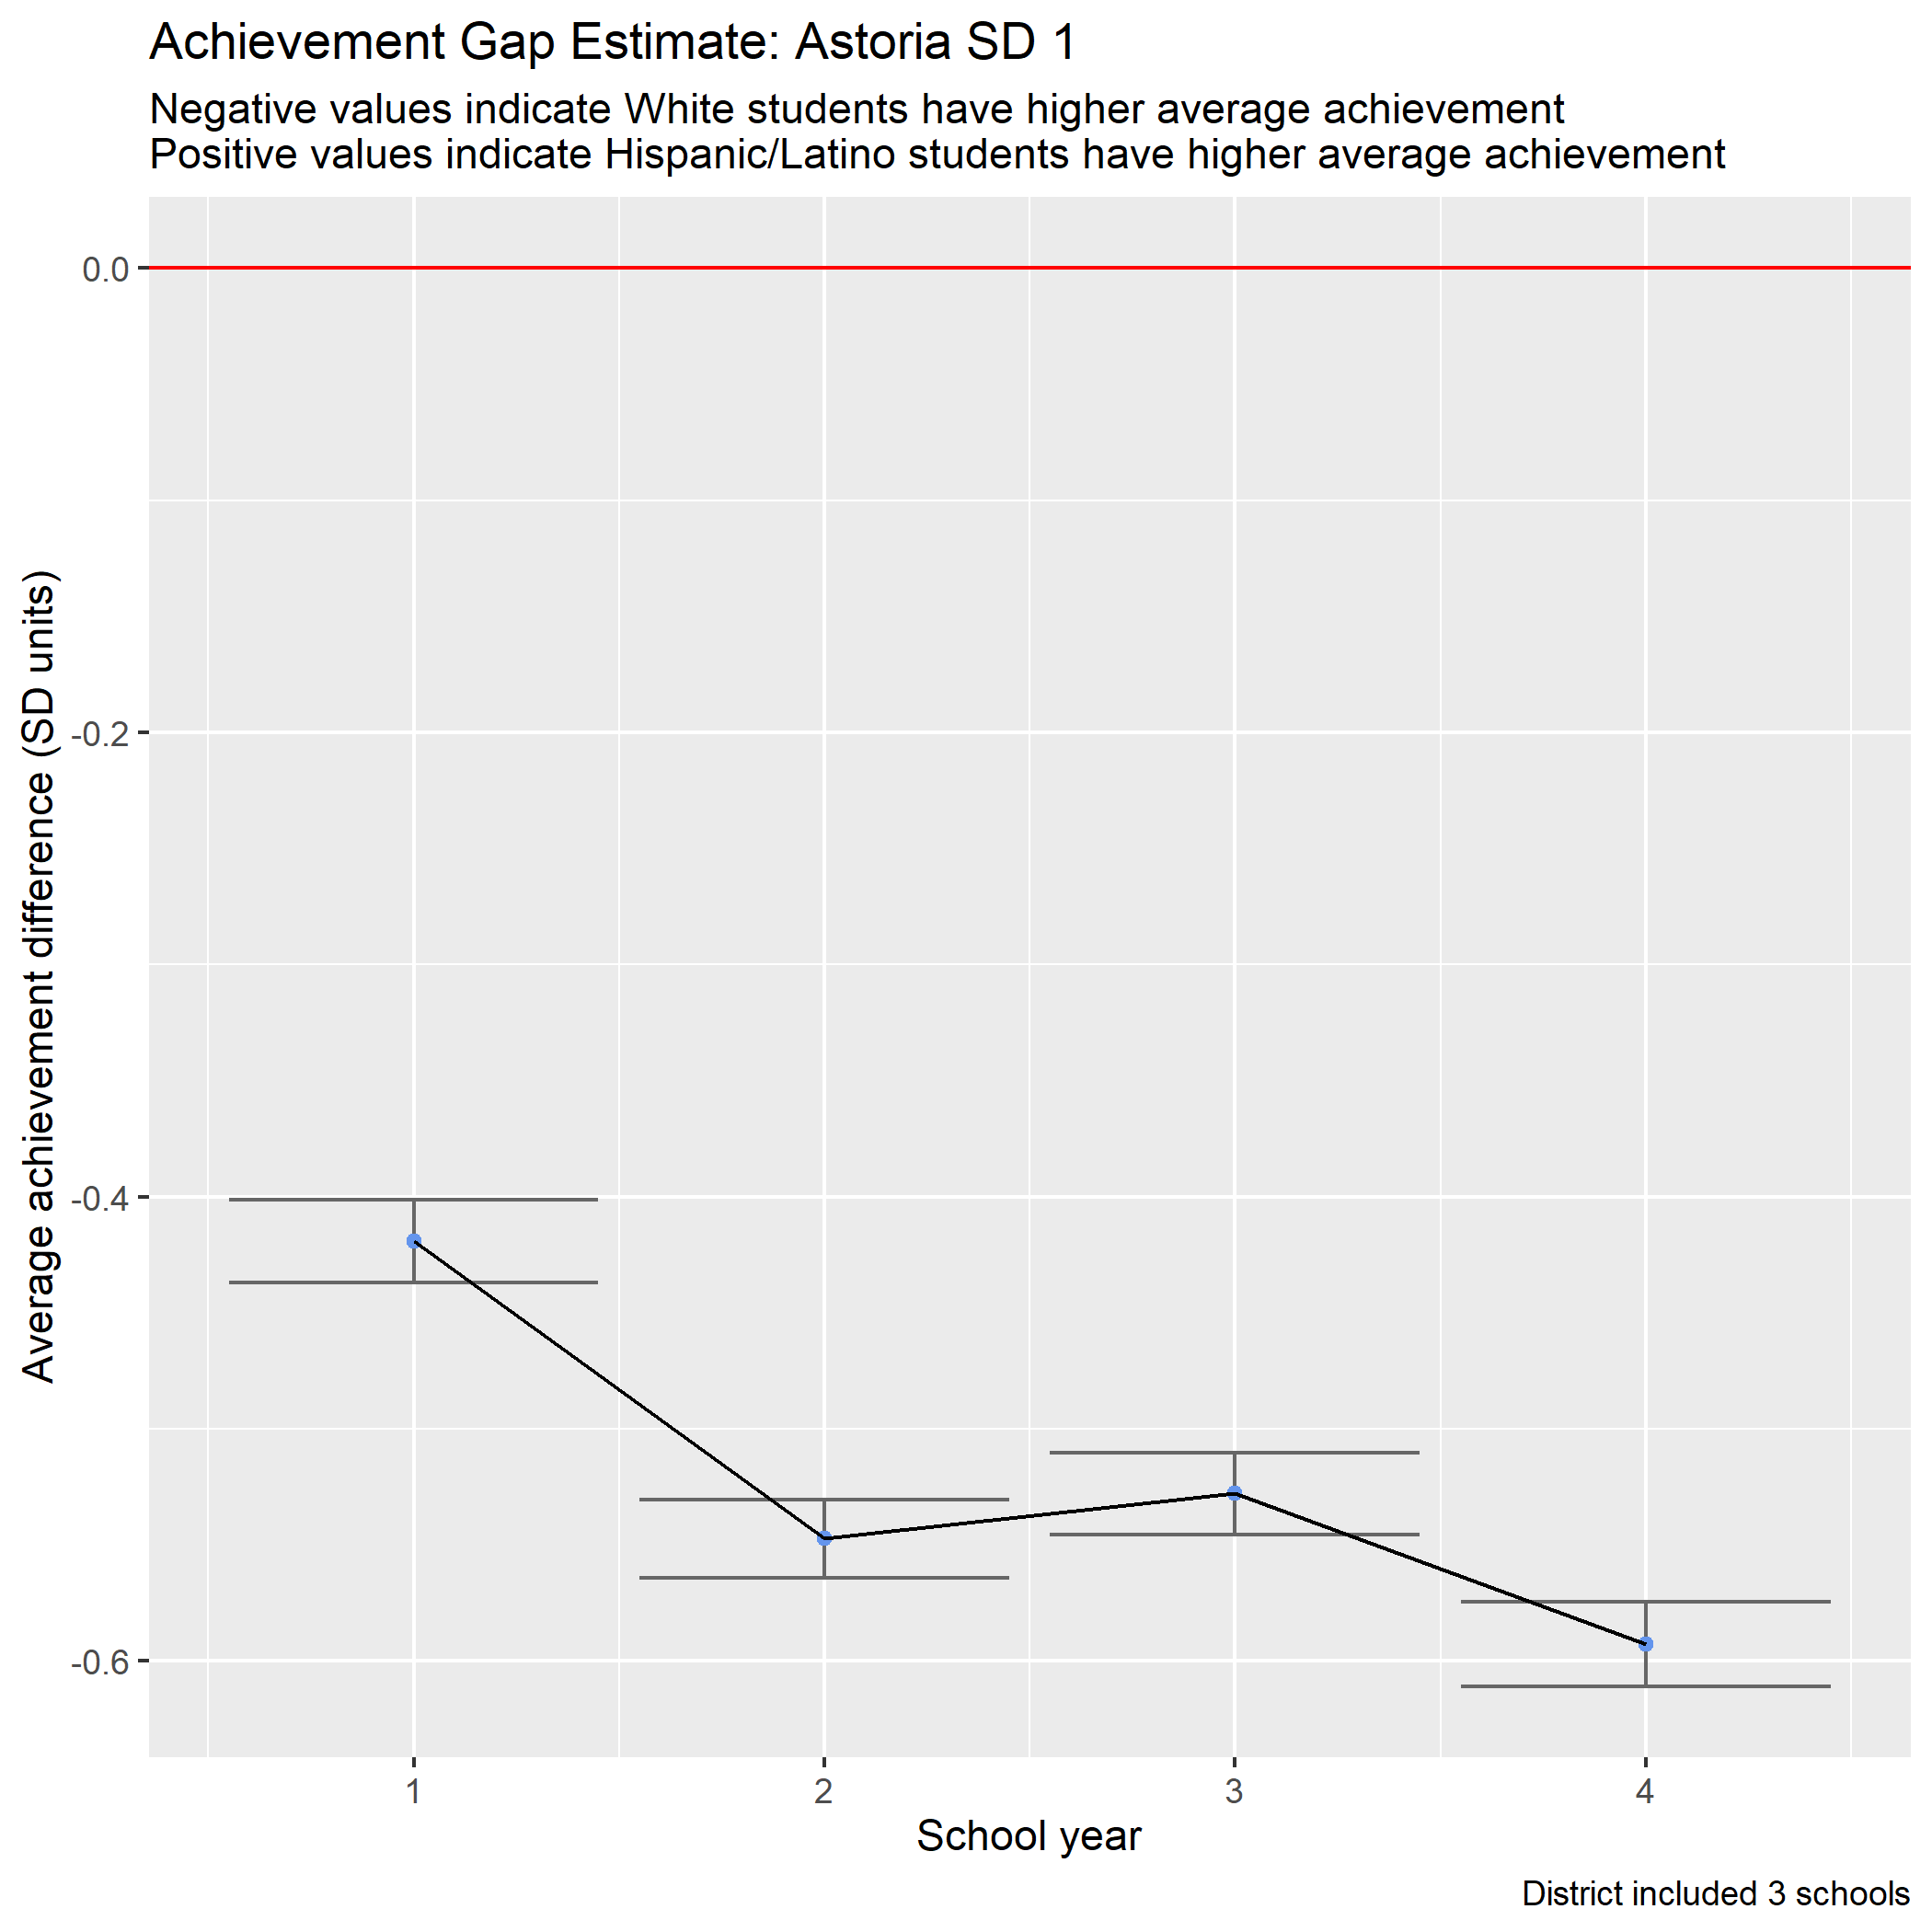 Achievement Gap Estimate: Astoria SD 1
Negative values indicate White students have higher average achievement
Positive values indicate Hispanic/Latino students have higher average achievement
Average achievement difference (SD units)
0.0
-0.2
-0.4
-0.6
1
2
3
4
School year
District included 3 schools